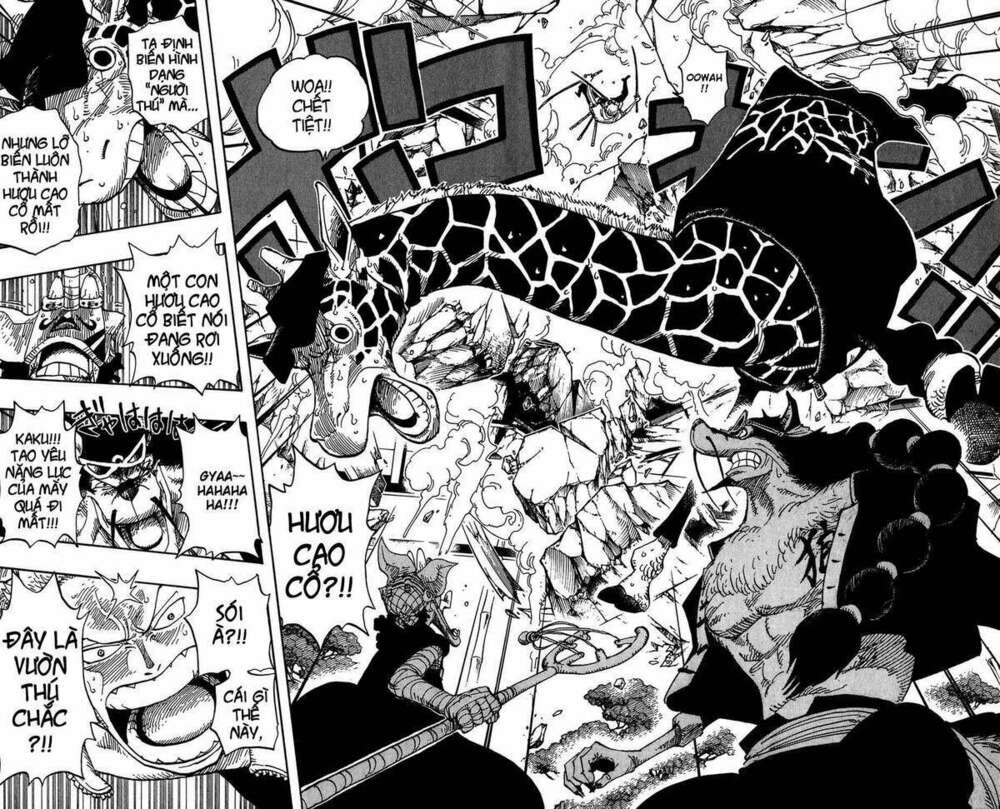 OOWAH
!!
WOA!!
CHẾT
TIỆT!!
HƯƠU
CAO
CỔ?!!
TA ĐỊNH
BIẾN HÌNH
DẠNG
"NGƯỜI
THÚ" MÀ...
NHƯNG LỠ
BIẾN LUÔN
THÀNH
HƯƠU CAO
CỔ MẤT
RỒI!!
MỘT CON
HƯƠU CAO
CỔ BIẾT NÓI
ĐANG RƠI
XUỐNG!!
GYAA~
HAHAHA
HA!!!
KAKU!!!
TAO YÊU
NĂNG LỰC
CỦA MÀY
QUÁ ĐI
MẤT!!!
SÓI
À?!!
CÁI GÌ
THẾ
NÀY,
ĐÂY LÀ
VƯỜN
THÚ
CHẮC
?!!